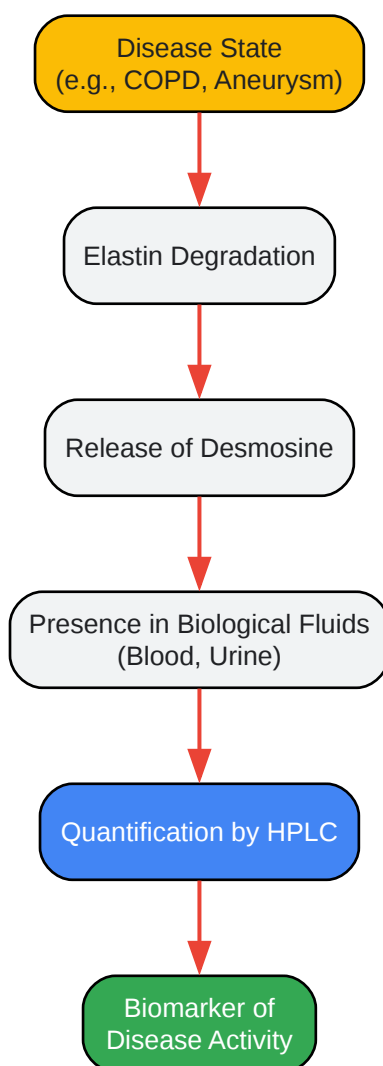 Disease State
(e.g., COPD, Aneurysm)
Elastin Degradation
Release of Desmosine
Presence in Biological Fluids
(Blood, Urine)
Quantification by HPLC
Biomarker of
Disease Activity